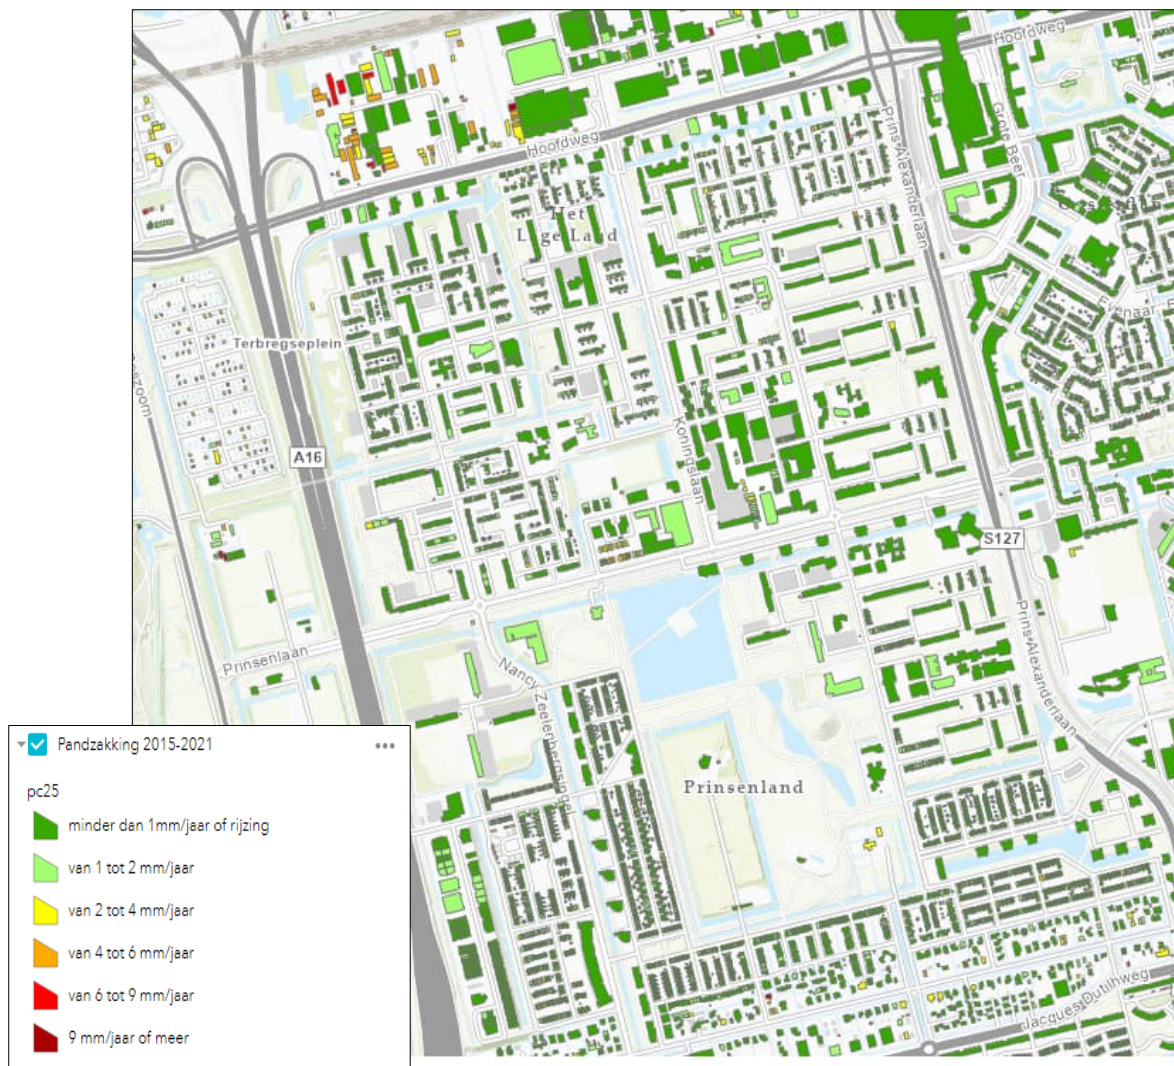 Hoofdweg
Hoofdweg
Grote Beer
Prins Alexanderlaan
Het
Lage Land
Terbregseplein
A16
Koningslaan
S127
Prinsenlaan
Nancy Zeelenbergsingel
Prins Alexanderlaan
Prinsenland
Jacques Dutilhweg
Pandzakking 2015-2021
pc25
minder dan 1mm/jaar of rijzing
van 1 tot 2 mm/jaar
van 2 tot 4 mm/jaar
van 4 tot 6 mm/jaar
van 6 tot 9 mm/jaar
9 mm/jaar of meer